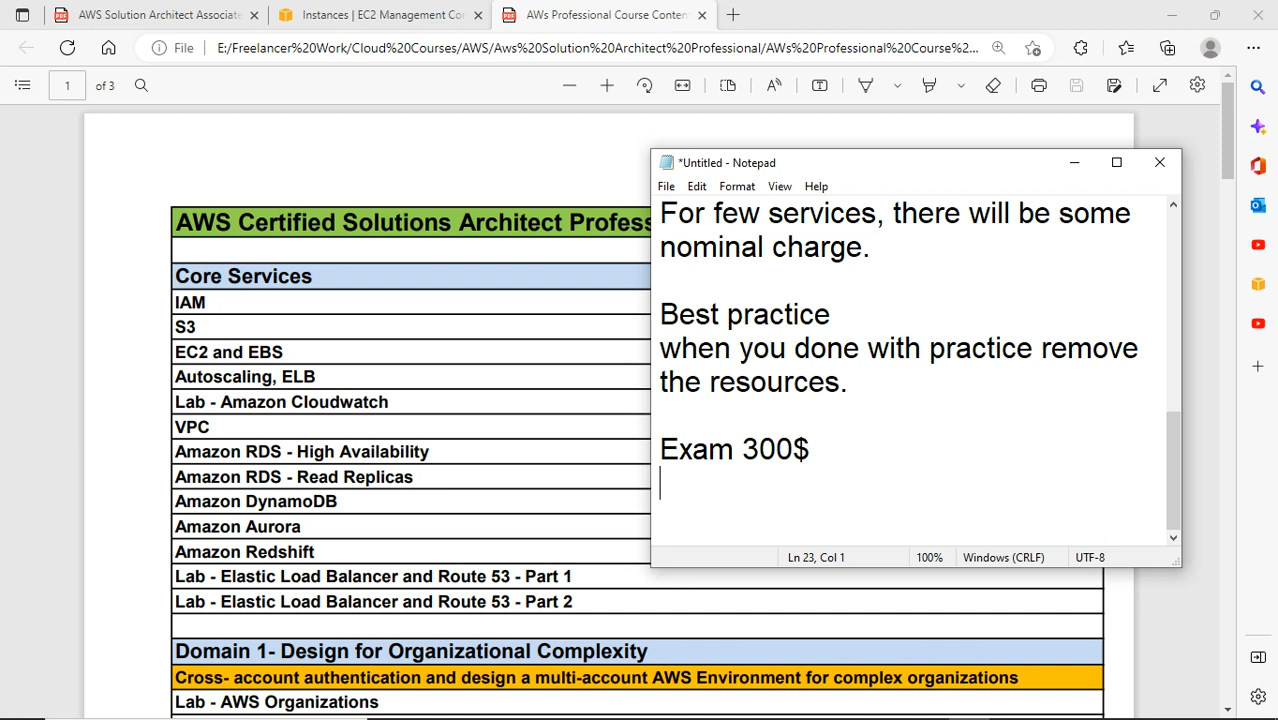 AWS Solution Architect Associate
Instances | EC2 Management Con
AWs Professional Course Conten
File
E:/Freelancer%20Work/Cloud%20Courses/AWS/Aws%20Solution%20Architect%20Professional/AWs%20Professional%20Course%2...
1
of 3
*Untitled - Notepad
File Edit Format View Help
For few services, there will be some
nominal charge.
Best practice
when you done with practice remove
the resources.
Exam 300$
Ln 23, Col 1
100%
Windows (CRLF)
UTF-8
AWS Certified Solutions Architect Profess
Core Services
IAM
S3
EC2 and EBS
Autoscaling, ELB
Lab - Amazon Cloudwatch
VPC
Amazon RDS - High Availability
Amazon RDS - Read Replicas
Amazon DynamoDB
Amazon Aurora
Amazon Redshift
Lab - Elastic Load Balancer and Route 53 - Part 1
Lab - Elastic Load Balancer and Route 53 - Part 2
Domain 1- Design for Organizational Complexity
Cross- account authentication and design a multi-account AWS Environment for complex organizations
Lab - AWS Organizations